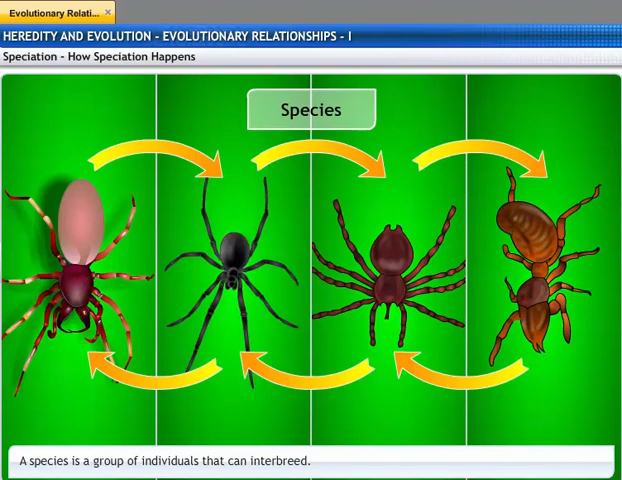 Evolutionary Relati...
HEREDITY AND EVOLUTION - EVOLUTIONARY RELATIONSHIPS - I
Speciation - How Speciation Happens
Species
A species is a group of individuals that can interbreed.